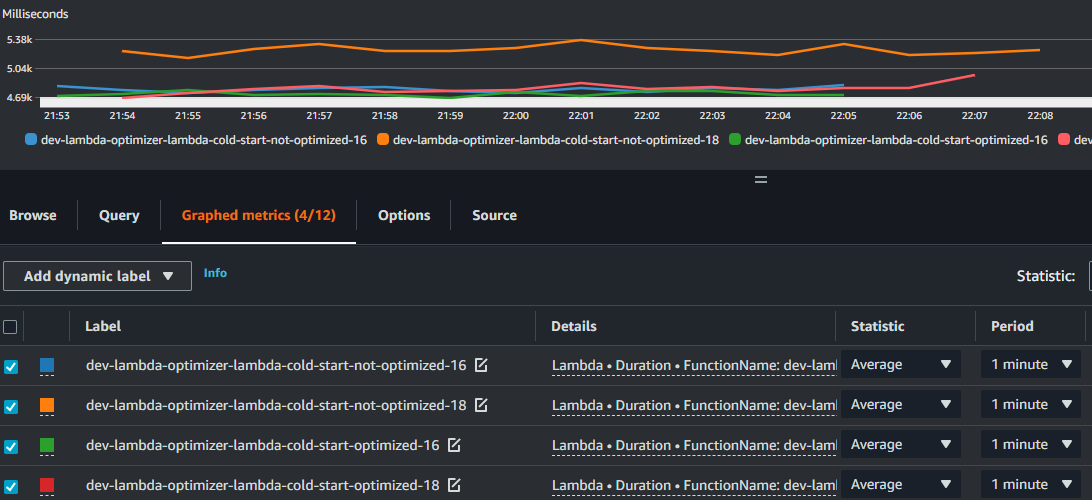 Milliseconds
5.38k
5.04k
4.69k
21:53 21:54 21:55 21:56 21:57 21:58 21:59 22:00 22:01 22:02 22:03 22:04 22:05 22:06 22:07 22:08
dev-lambda-optimizer-lambda-cold-start-not-optimized-16 dev-lambda-optimizer-lambda-cold-start-not-optimized-18 dev-lambda-optimizer-lambda-cold-start-optimized-16 dev
Browse Query Graphed metrics (4/12) Options Source
Add dynamic label Info Statistic:
Label Details Statistic Period
dev-lambda-optimizer-lambda-cold-start-not-optimized-16 Lambda • Duration • FunctionName: dev-lam Average 1 minute
dev-lambda-optimizer-lambda-cold-start-not-optimized-18 Lambda • Duration • FunctionName: dev-lam Average 1 minute
dev-lambda-optimizer-lambda-cold-start-optimized-16 Lambda • Duration • FunctionName: dev-lam Average 1 minute
dev-lambda-optimizer-lambda-cold-start-optimized-18 Lambda • Duration • FunctionName: dev-lam Average 1 minute